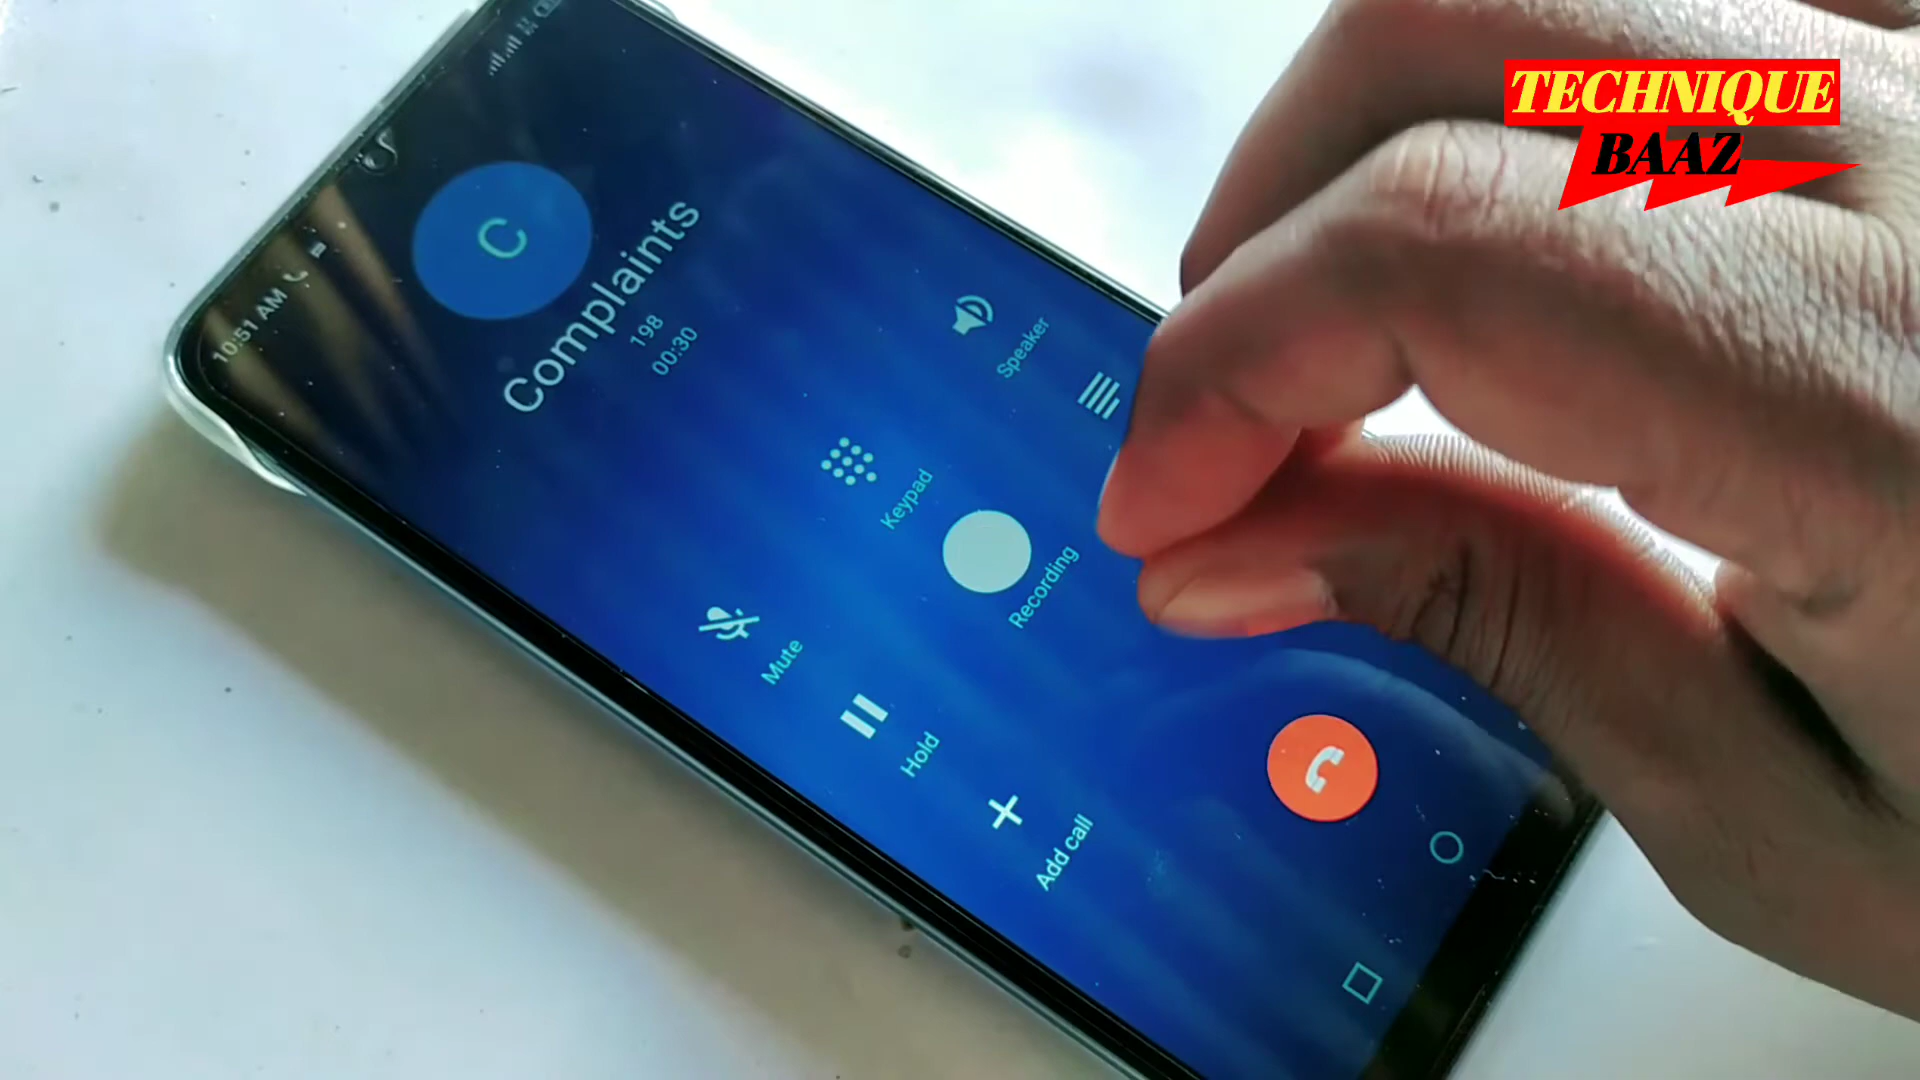 TECHNIQUE
BAAZ
10:51 AM
C
Complaints
198
00:30
Speaker
Keypad
Mute
Recording
Hold
Add call